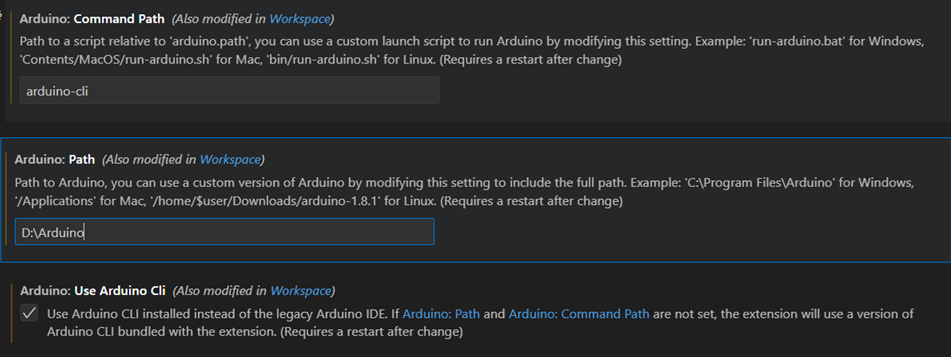 Arduino: Command Path (Also modified in Workspace)
Path to a script relative to 'arduino.path', you can use a custom launch script to run Arduino by modifying this setting. Example: 'run-arduino.bat' for Windows,
'Contents/MacOS/run-arduino.sh' for Mac, 'bin/run-arduino.sh' for Linux. (Requires a restart after change)
arduino-cli
Arduino: Path (Also modified in Workspace)
Path to Arduino, you can use a custom version of Arduino by modifying this setting to include the full path. Example: 'C:\Program Files\Arduino' for Windows,
'/Applications' for Mac, '/home/$user/Downloads/arduino-1.8.1' for Linux. (Requires a restart after change)
D:\Arduino
Arduino: Use Arduino Cli (Also modified in Workspace)
Use Arduino CLI installed instead of the legacy Arduino IDE. If Arduino: Path and Arduino: Command Path are not set, the extension will use a version of
Arduino CLI bundled with the extension. (Requires a restart after change)